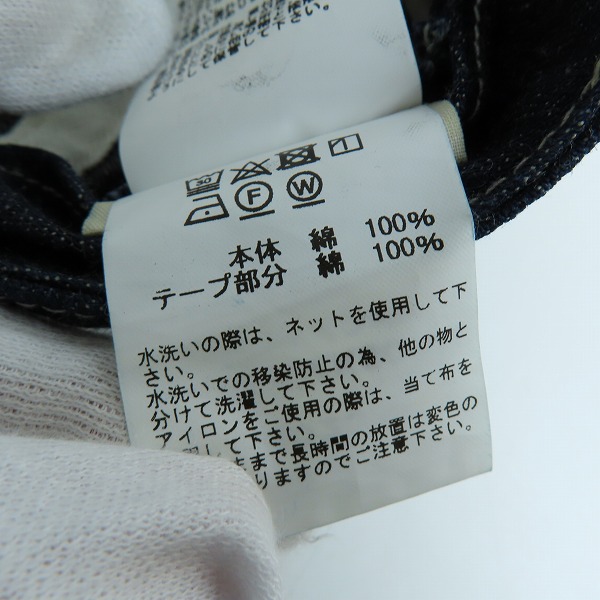 30
F W
本体 綿 100%
テープ部分 綿 100%
水洗いの際は、ネットを使用して下
さい。
水洗いでの移染防止の為、他の物と
分けて洗濯して下さい。
アイロンをご使用の際は、当て布を
して下さい。
まで長時間の放置は変色の
りますのでご注意下さい。